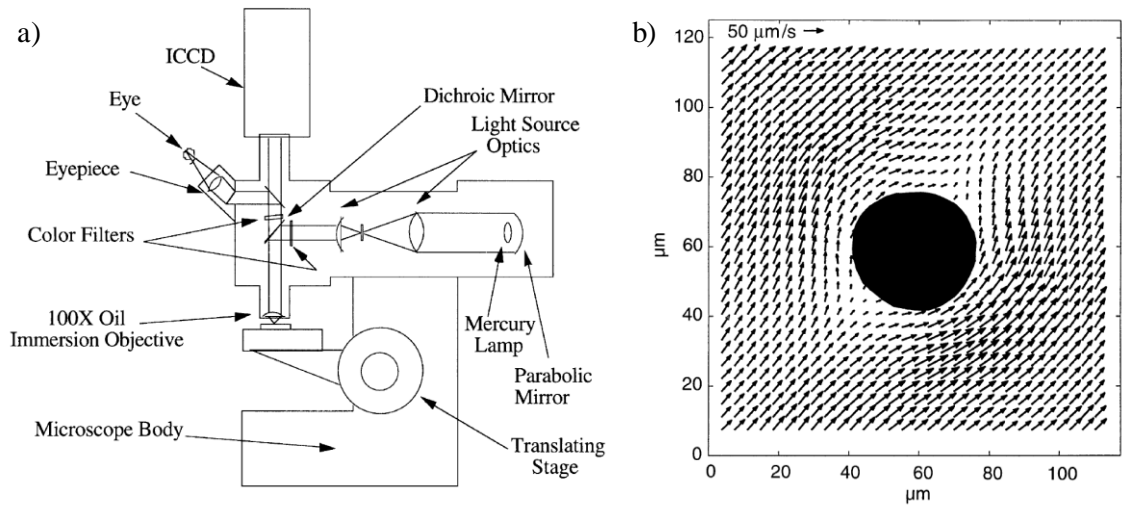 a)
ICCD
Eye
Eyepiece
Dichroic Mirror
Light Source
Optics
Color Filters
100X Oil
Immersion Objective
Mercury
Lamp
Parabolic
Mirror
Microscope Body
Translating
Stage
b)
50 µm/s
120
100
80
60
40
20
0
µm
0
20
40
60
80
100
µm